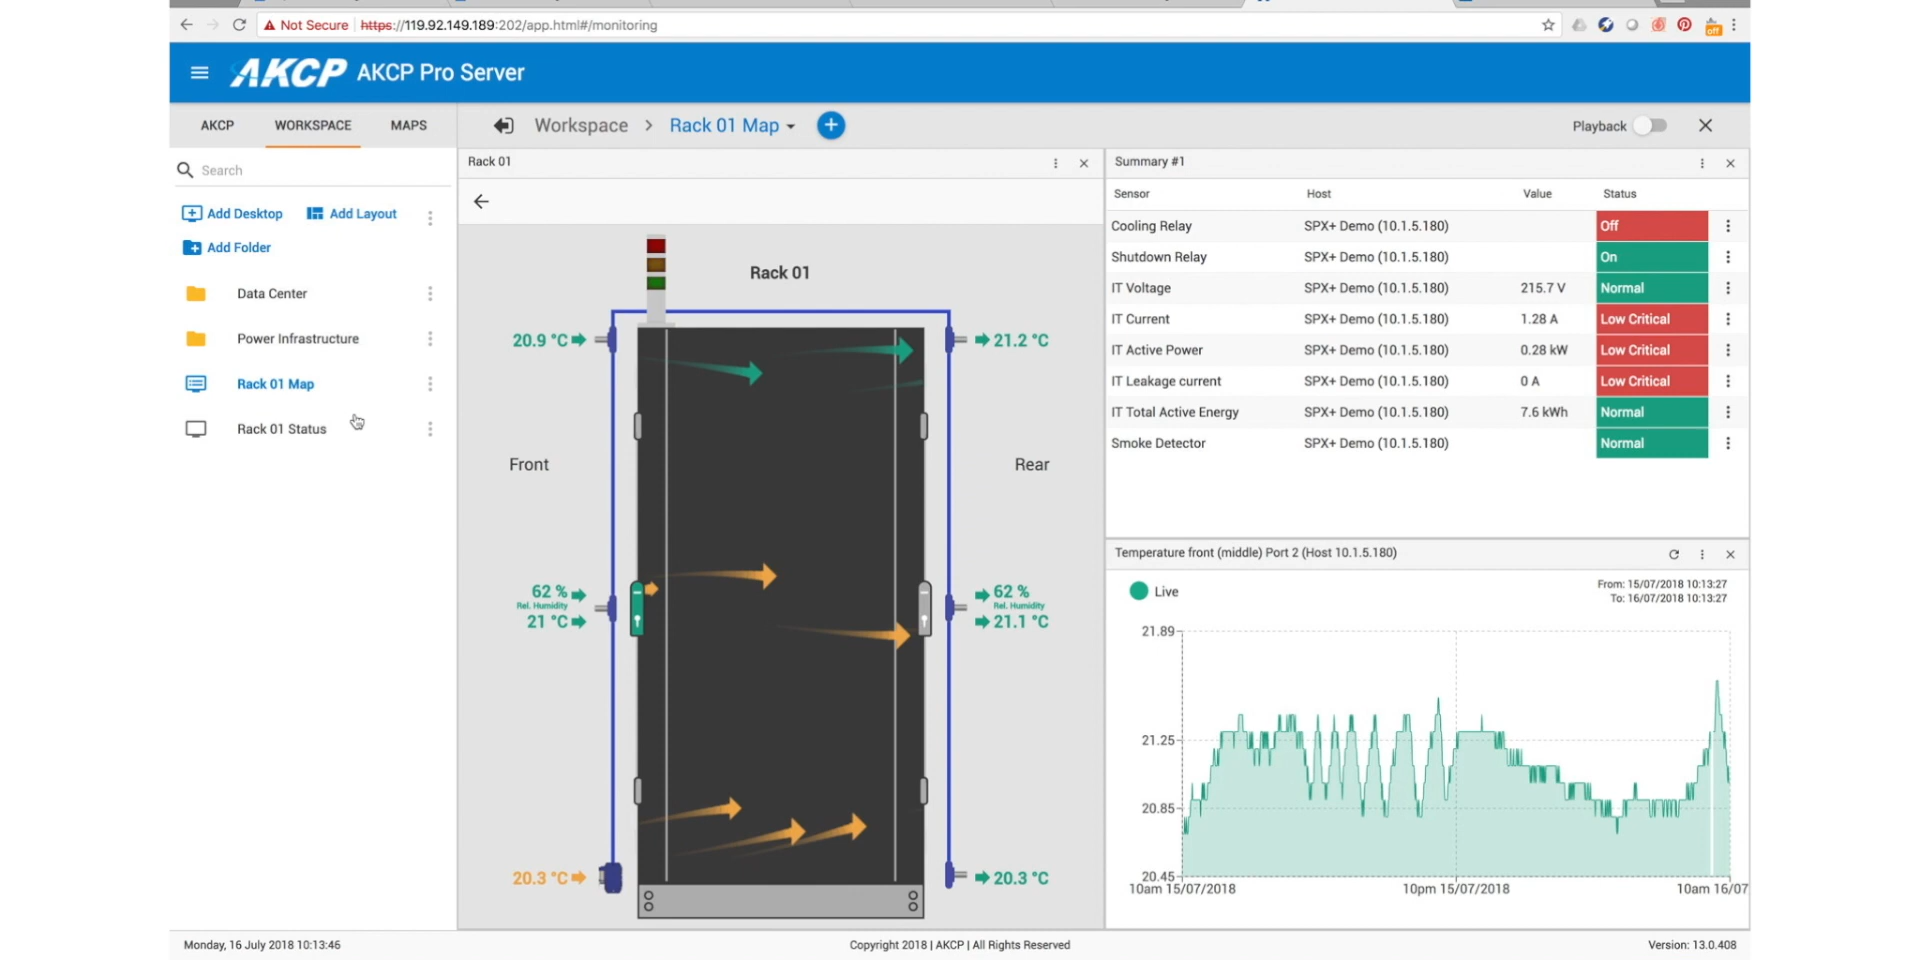 Not Secure https://119.92.149.189:202/app.html#/monitoring
off
AKCP AKCP Pro Server
AKCP WORKSPACE MAPS
Workspace > Rack 01 Map
Playback
Search
Add Desktop Add Layout
Add Folder
Data Center
Power Infrastructure
Rack 01 Map
Rack 01 Status
Rack 01
Rack 01
20.9 °C
21.2 °C
Front
Rear
62 %
Rel. Humidity
21 °C
62 %
Rel. Humidity
21.1 °C
20.3 °C
20.3 °C
Summary #1
Sensor Host Value Status
Cooling Relay SPX+ Demo (10.1.5.180) Off
Shutdown Relay SPX+ Demo (10.1.5.180) On
IT Voltage SPX+ Demo (10.1.5.180) 215.7 V Normal
IT Current SPX+ Demo (10.1.5.180) 1.28 A Low Critical
IT Active Power SPX+ Demo (10.1.5.180) 0.28 kW Low Critical
IT Leakage current SPX+ Demo (10.1.5.180) 0 A Low Critical
IT Total Active Energy SPX+ Demo (10.1.5.180) 7.6 kWh Normal
Smoke Detector SPX+ Demo (10.1.5.180) Normal
Temperature front (middle) Port 2 (Host 10.1.5.180)
Live
From: 15/07/2018 10:13:27
To: 16/07/2018 10:13:27
21.89
21.25
20.85
20.45
10am 15/07/2018 10pm 15/07/2018 10am 16/07
Monday, 16 July 2018 10:13:46
Copyright 2018 | AKCP | All Rights Reserved
Version: 13.0.408